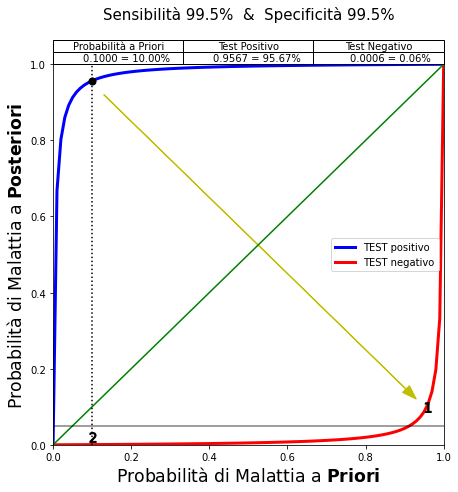 Sensibilità 99.5%  &  Specificità 99.5%
Probabilità a Priori Test Positivo Test Negativo
0.1000 = 10.00% 0.9567 = 95.67% 0.0006 = 0.06%
1.0
0.8
0.6
0.4
0.2
0.0
Probabilità di Malattia a Posteriori
TEST positivo
TEST negativo
1
2
0.0 0.2 0.4 0.6 0.8 1.0
Probabilità di Malattia a Priori